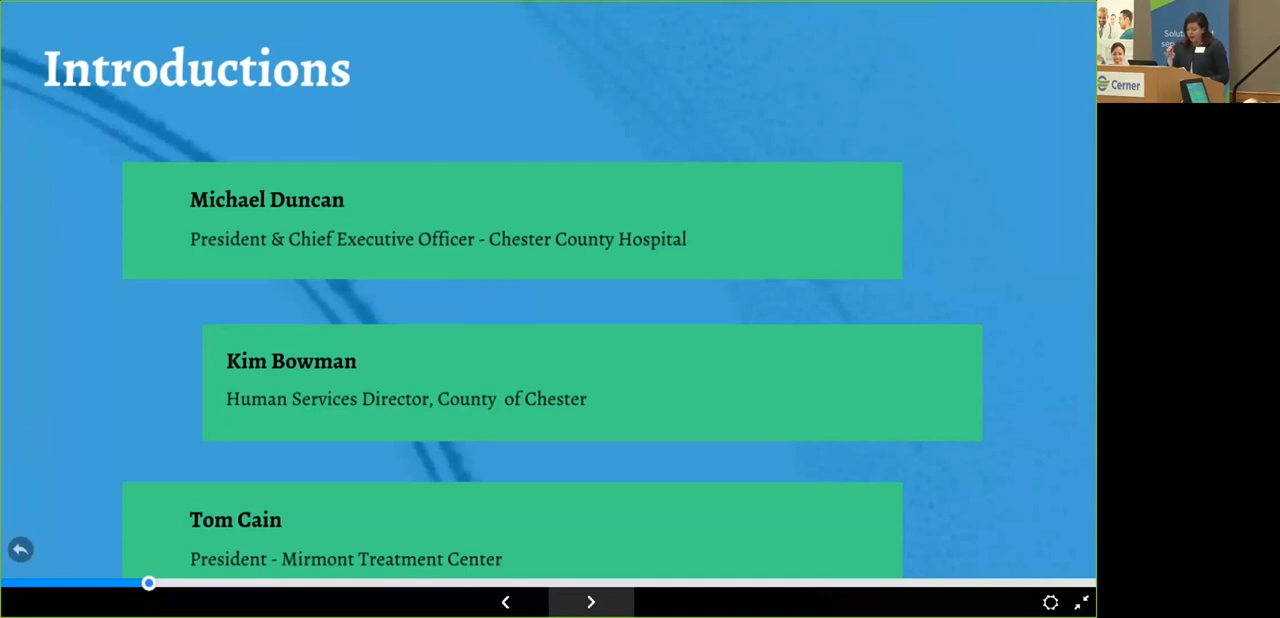 Introductions
Michael Duncan
President & Chief Executive Officer - Chester County Hospital
Kim Bowman
Human Services Director, County of Chester
Tom Cain
President - Mirmont Treatment Center
Cerner